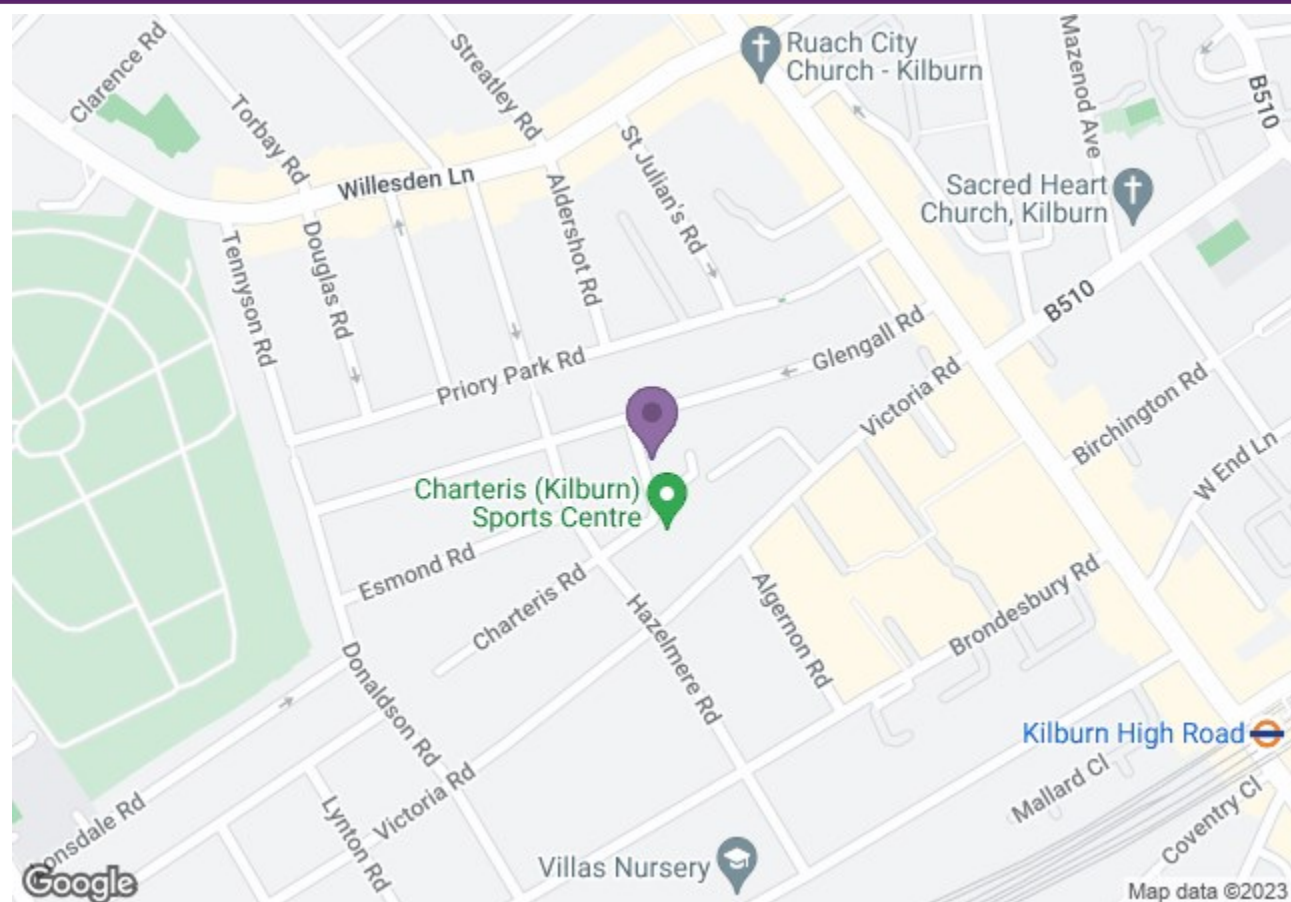 Clarence Rd
Torbay Rd
Streatley Rd
Ruach City
Church - Kilburn
Mazenod Ave
B510
Willesden Ln
St Julian's Rd
Sacred Heart
Church, Kilburn
Tennyson Rd
Douglas Rd
Aldershot Rd
B510
Priory Park Rd
Glengall Rd
Victoria Rd
Birchington Rd
W End Ln
Charteris (Kilburn)
Sports Centre
Esmond Rd
Charteris Rd
Hazelmere Rd
Algernon Rd
Brondesbury Rd
Donaldson Rd
Kilburn High Road
Mallard Cl
Coventry Cl
onsdale Rd
Lynton Rd
Victoria Rd
Villas Nursery
Google
Map data ©2023